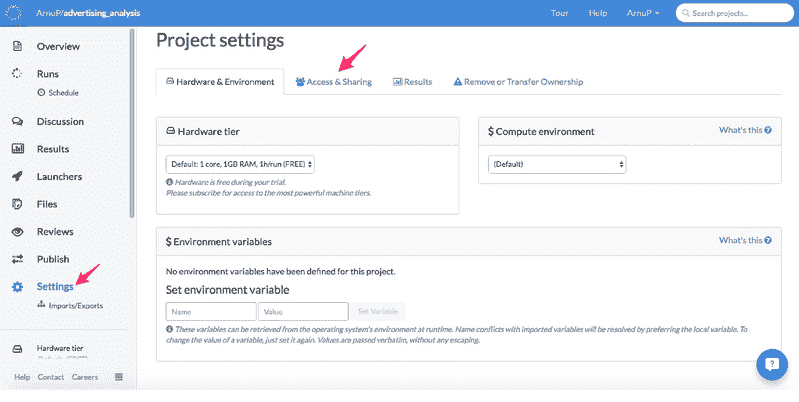 ArnuP/advertising_analysis
Tour
Help
ArnuP
Search projects...
Overview
Runs
Schedule
Discussion
Results
Launchers
Files
Reviews
Publish
Settings
Imports/Exports
Hardware tier
Help Contact Careers
Project settings
Hardware & Environment
Access & Sharing
Results
Remove or Transfer Ownership
Hardware tier
Default: 1 core, 1GB RAM, 1h/run (FREE)
Hardware is free during your trial.
Please subscribe for access to the most powerful machine tiers.
$ Compute environment
What's this
(Default)
$ Environment variables
What's this
No environment variables have been defined for this project.
Set environment variable
Name
Value
Set Variable
These variables can be retrieved from the operating system's environment at runtime. Name conflicts with imported variables will be resolved by preferring the local variable. To
change the value of a variable, just set it again. Values are passed verbatim, without any escaping.